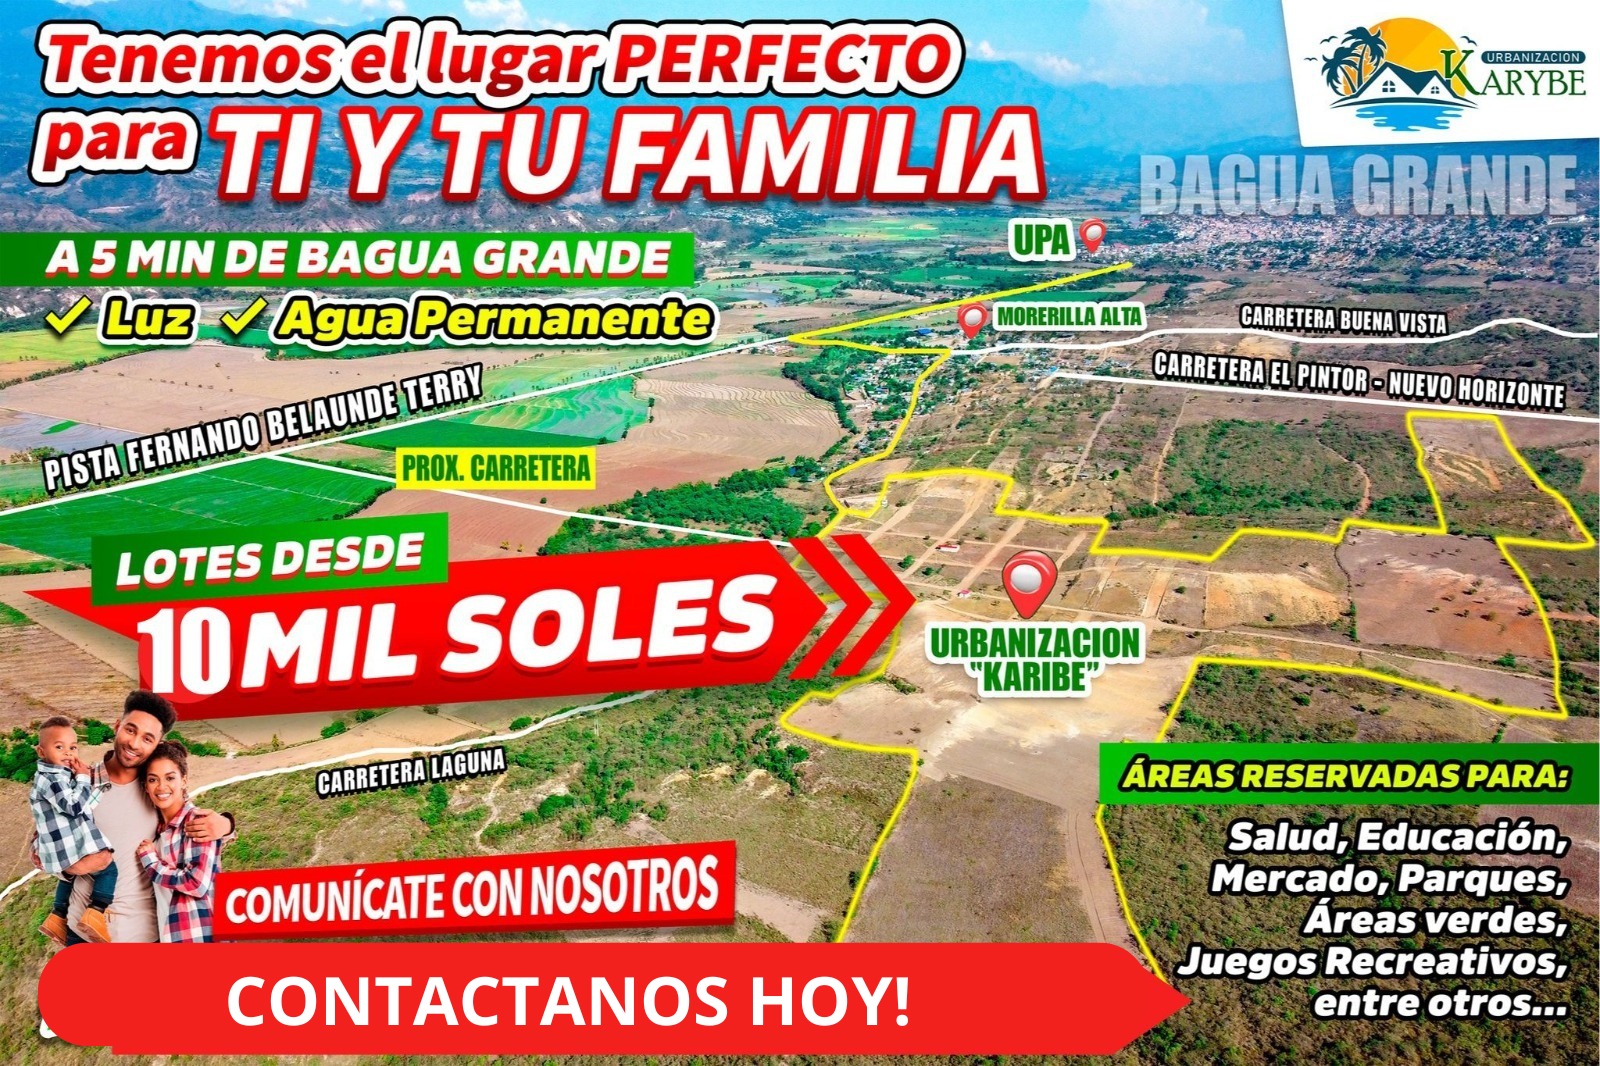 Tenemos el lugar PERFECTO
para TI Y TU FAMILIA
URBANIZACION
KARYBE
BAGUA GRANDE
A 5 MIN DE BAGUA GRANDE
✓ Luz ✓ Agua Permanente
UPA
MORERILLA ALTA
CARRETERA BUENA VISTA
CARRETERA EL PINTOR - NUEVO HORIZONTE
PISTA FERNANDO BELAUNDE TERRY
PROX. CARRETERA
LOTES DESDE
10 MIL SOLES
URBANIZACION
"KARIBE"
CARRETERA LAGUNA
ÁREAS RESERVADAS PARA:
Salud, Educación,
Mercado, Parques,
Áreas verdes,
Juegos Recreativos,
entre otros...
COMUNÍCATE CON NOSOTROS
CONTACTANOS HOY!